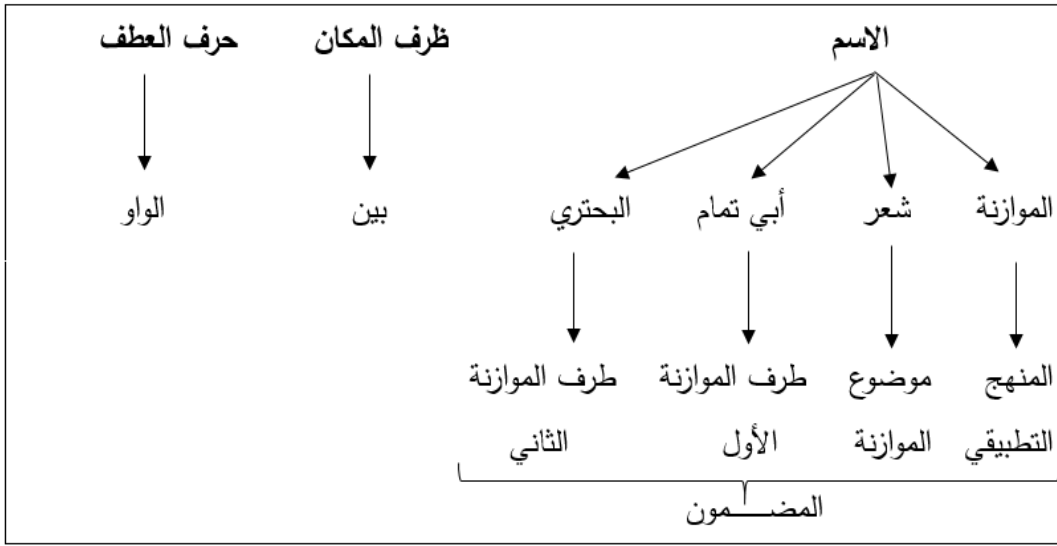 الاسم ظرف المكان حرف العطف
الموازنة شعر أبي تمام البحتري بين الواو
المنهج موضوع طرف الموازنة طرف الموازنة
التطبيقي الموازنة الأول الثاني
المضـــمون